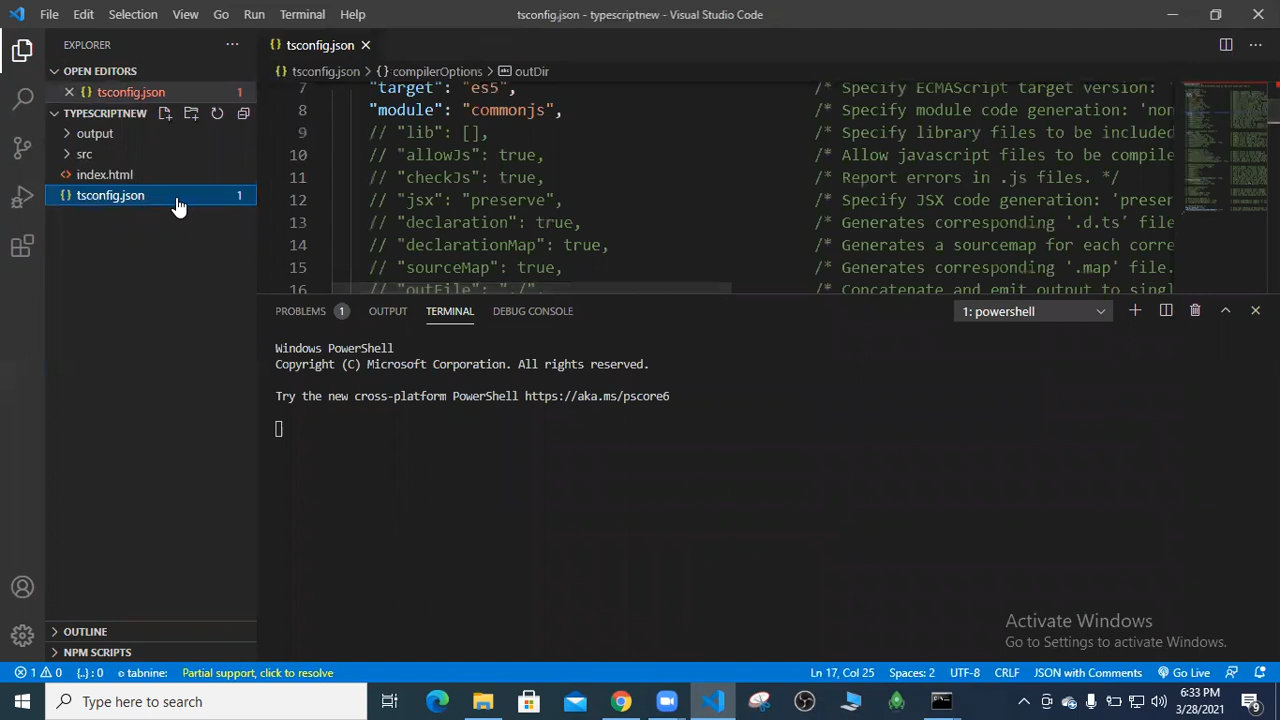 File Edit Selection View Go Run Terminal Help
tsconfig.json - typescriptnew - Visual Studio Code
EXPLORER
OPEN EDITORS
tsconfig.json 1
TYPESCRIPTNEW
output
src
index.html
tsconfig.json 1
OUTLINE
NPM SCRIPTS
tsconfig.json
tsconfig.json > {} compilerOptions > outDir
7 "target": "es5", /* Specify ECMAScript target version:
8 "module": "commonjs", /* Specify module code generation: 'non
9 // "lib": [], /* Specify library files to be included
10 // "allowJs": true, /* Allow javascript files to be compile
11 // "checkJs": true, /* Report errors in .js files. */
12 // "jsx": "preserve", /* Specify JSX code generation: 'preser
13 // "declaration": true, /* Generates corresponding '.d.ts' file
14 // "declarationMap": true, /* Generates a sourcemap for each corre
15 // "sourceMap": true, /* Generates corresponding '.map' file.
16 // "outFile": "./", /* Concatenate and emit output to singl
PROBLEMS 1 OUTPUT TERMINAL DEBUG CONSOLE 1: powershell
Windows PowerShell
Copyright (C) Microsoft Corporation. All rights reserved.
Try the new cross-platform PowerShell https://aka.ms/pscore6
Activate Windows
Go to Settings to activate Windows.
1 0 {..} : 0 tabnine: Partial support, click to resolve Ln 17, Col 25 Spaces: 2 UTF-8 CRLF JSON with Comments Go Live
Type here to search
6:33 PM
3/28/2021
9